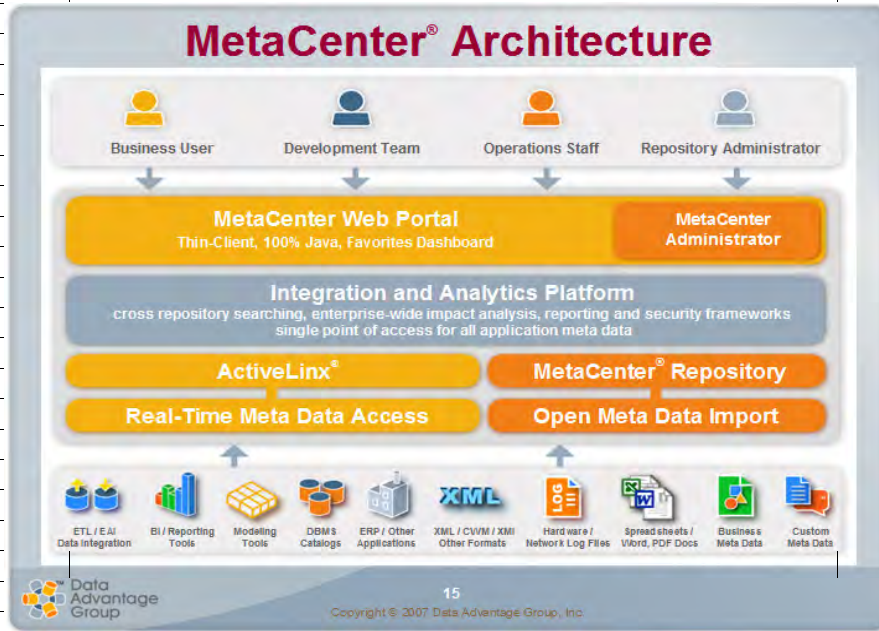 MetaCenter® Architecture
Business User
Development Team
Operations Staff
Repository Administrator
MetaCenter Web Portal
Thin-Client, 100% Java, Favorites Dashboard
MetaCenter
Administrator
Integration and Analytics Platform
cross repository searching, enterprise-wide impact analysis, reporting and security frameworks
single point of access for all application meta data
ActiveLinx®
MetaCenter® Repository
Real-Time Meta Data Access
Open Meta Data Import
XML
LOG
W
ETL / EAI
Data Integration
BI / Reporting
Tools
Modeling
Tools
DBMS
Catalogs
ERP / Other
Applications
XML / CWM / XMI
Other Formats
Hardware /
Network Log Files
Spreadsheets /
Word, PDF Docs
Business
Meta Data
Custom
Meta Data
Data
Advantage
Group
15
Copyright © 2007 Data Advantage Group, Inc.